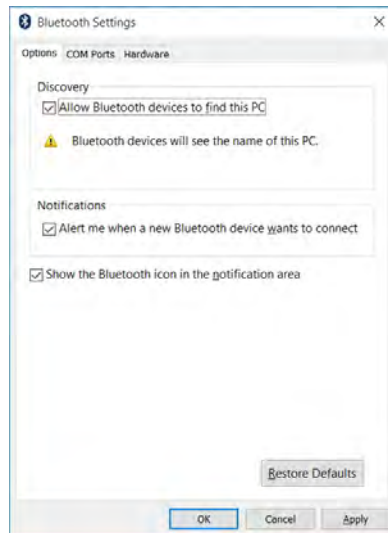 Bluetooth Settings
Options COM Ports Hardware
Discovery
Allow Bluetooth devices to find this PC
Bluetooth devices will see the name of this PC.
Notifications
Alert me when a new Bluetooth device wants to connect
Show the Bluetooth icon in the notification area
Restore Defaults
OK Cancel Apply